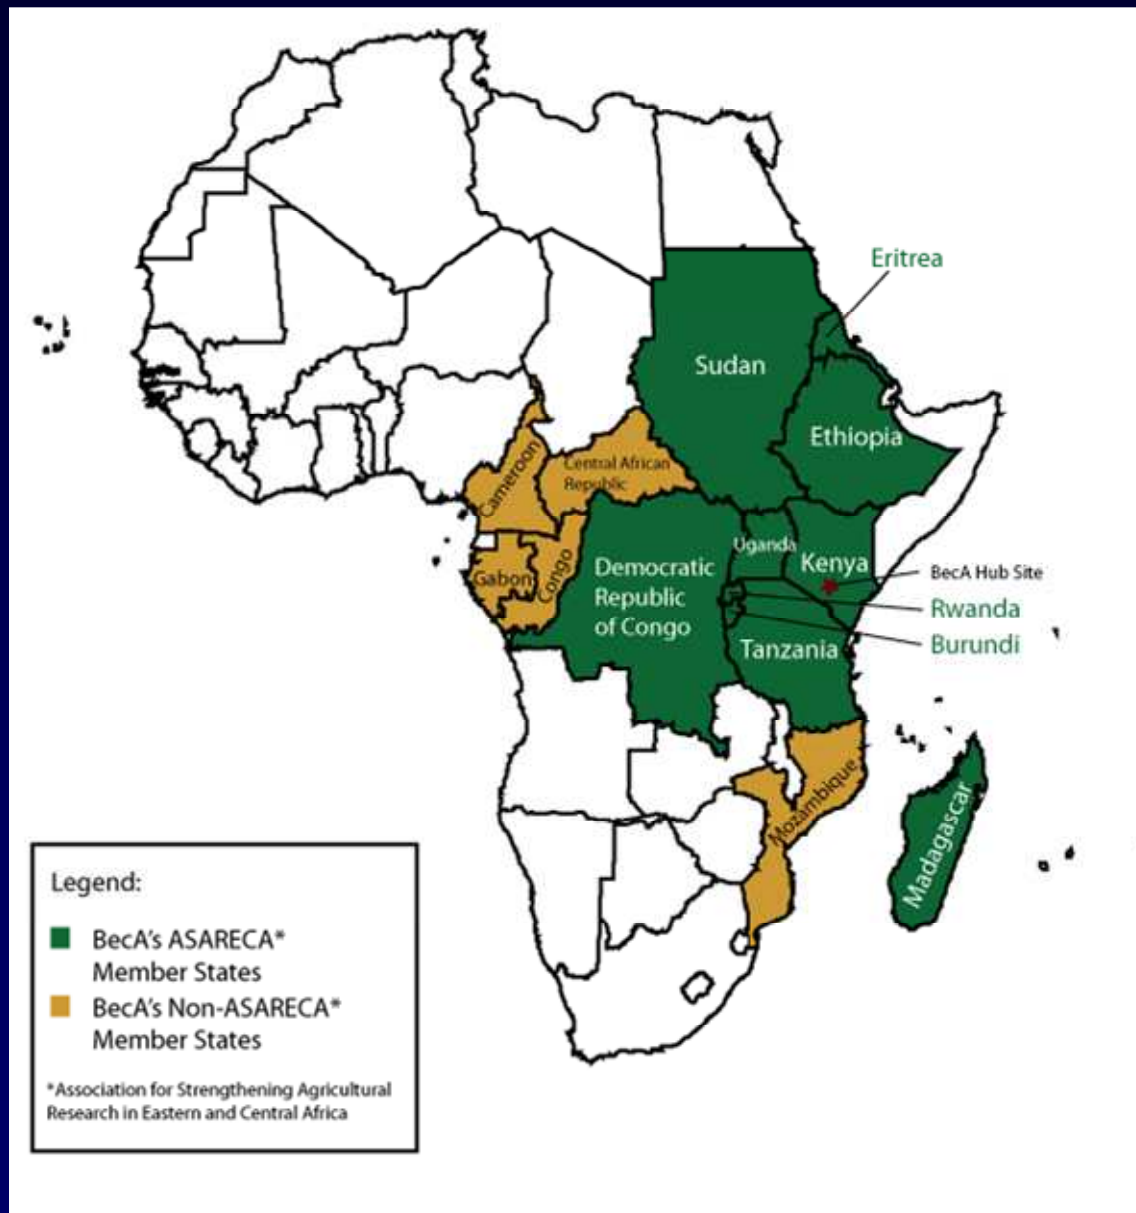 Eritrea
Sudan
Ethiopia
Cameroon
Central African
Republic
Uganda
Kenya
BecA Hub Site
Gabon
Congo
Democratic
Republic
of Congo
Rwanda
Burundi
Tanzania
Mozambique
Madagascar
Legend:
BecA's ASARECA*
Member States
BecA's Non-ASARECA*
Member States
*Association for Strengthening Agricultural
Research in Eastern and Central Africa